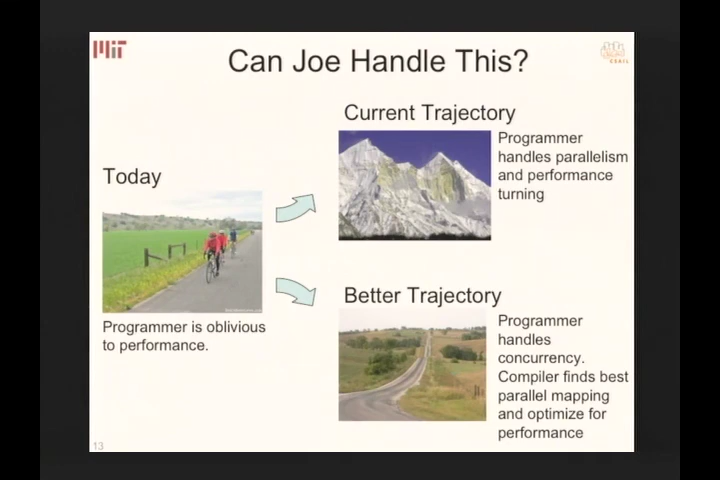 MIT
CSAIL
Can Joe Handle This?
Current Trajectory
Programmer
handles parallelism
and performance
turning
Today
Programmer is oblivious
to performance.
Better Trajectory
Programmer
handles
concurrency.
Compiler finds best
parallel mapping
and optimize for
performance
13